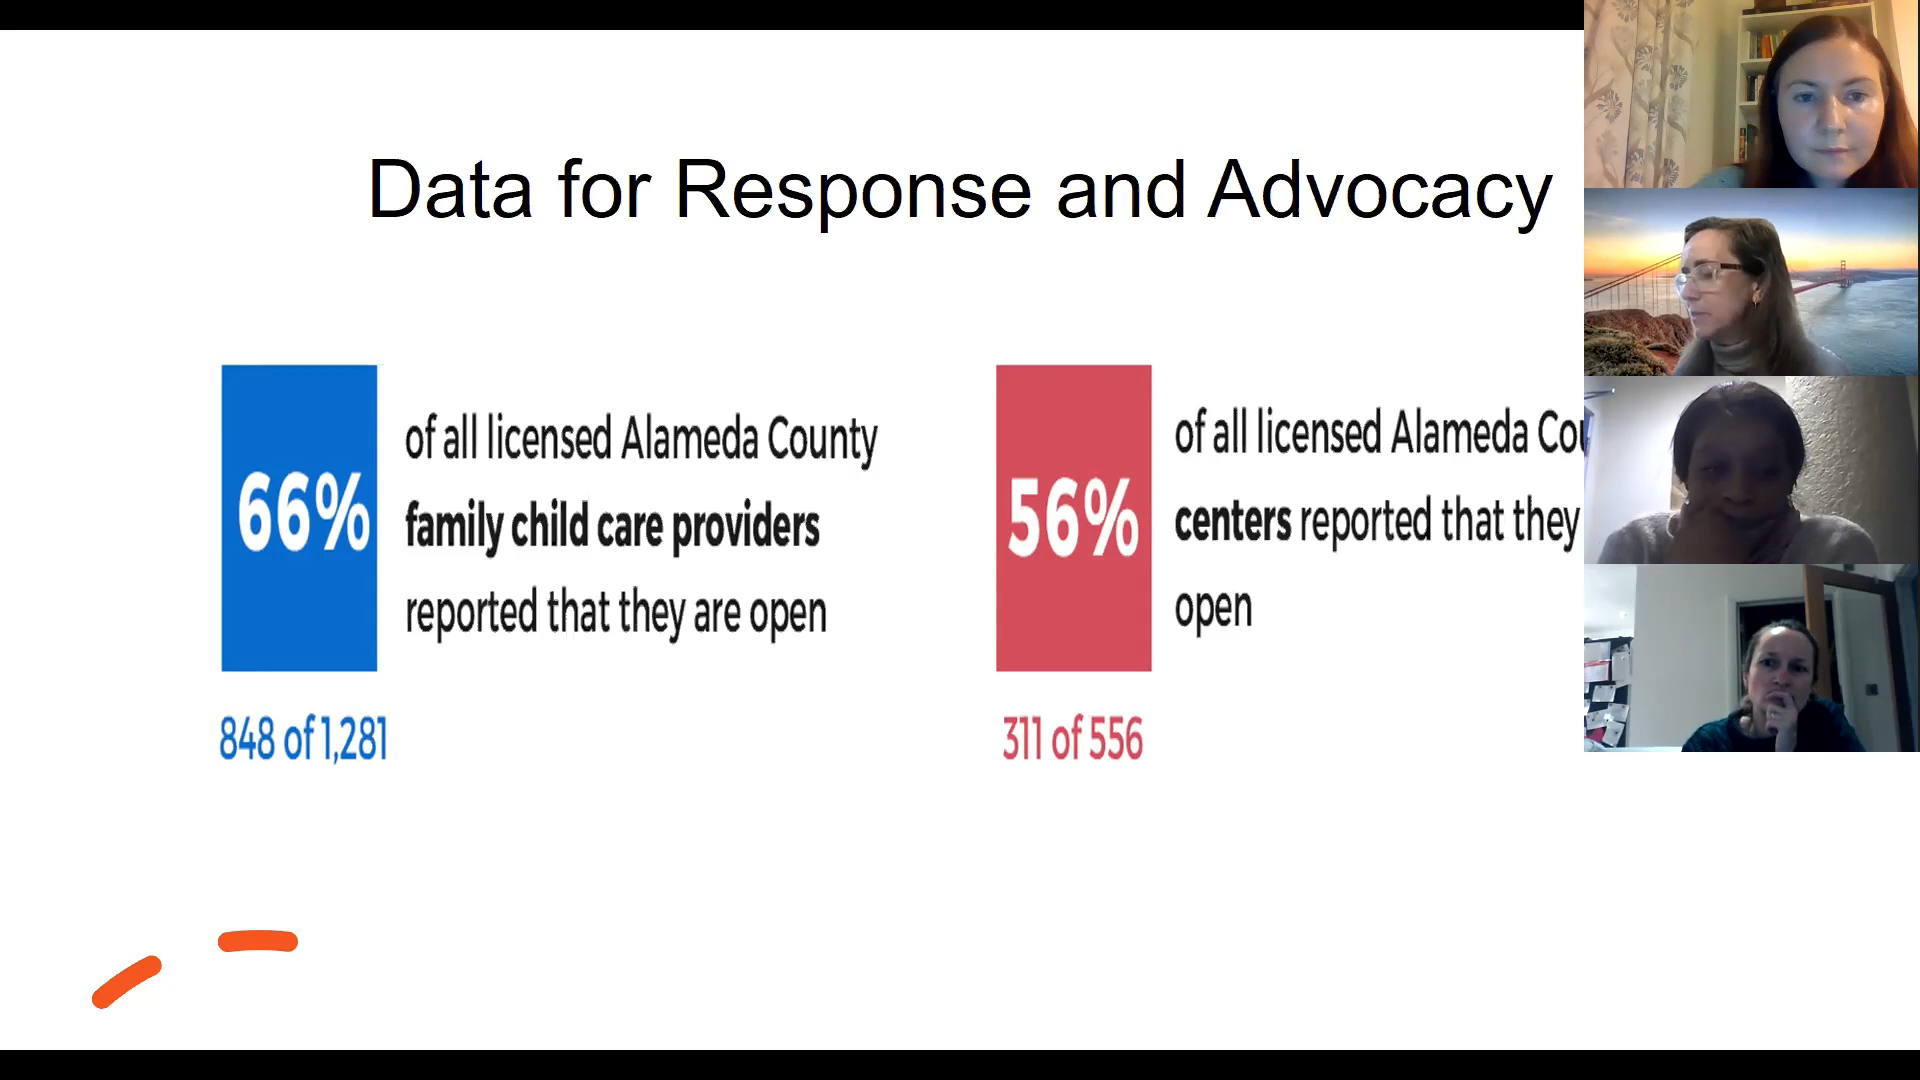 Data for Response and Advocacy
66%
of all licensed Alameda County
family child care providers
reported that they are open
848 of 1,281
56%
of all licensed Alameda Cou
centers reported that they
open
311 of 556